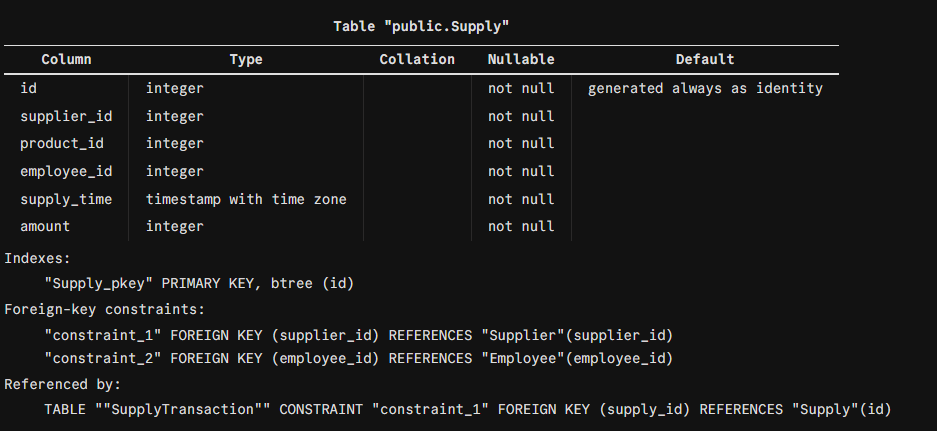 Table "public.Supply"
Column Type Collation Nullable Default
id integer not null generated always as identity
supplier_id integer not null
product_id integer not null
employee_id integer not null
supply_time timestamp with time zone not null
amount integer not null
Indexes:
"Supply_pkey" PRIMARY KEY, btree (id)
Foreign-key constraints:
"constraint_1" FOREIGN KEY (supplier_id) REFERENCES "Supplier"(supplier_id)
"constraint_2" FOREIGN KEY (employee_id) REFERENCES "Employee"(employee_id)
Referenced by:
TABLE ""SupplyTransaction"" CONSTRAINT "constraint_1" FOREIGN KEY (supply_id) REFERENCES "Supply"(id)